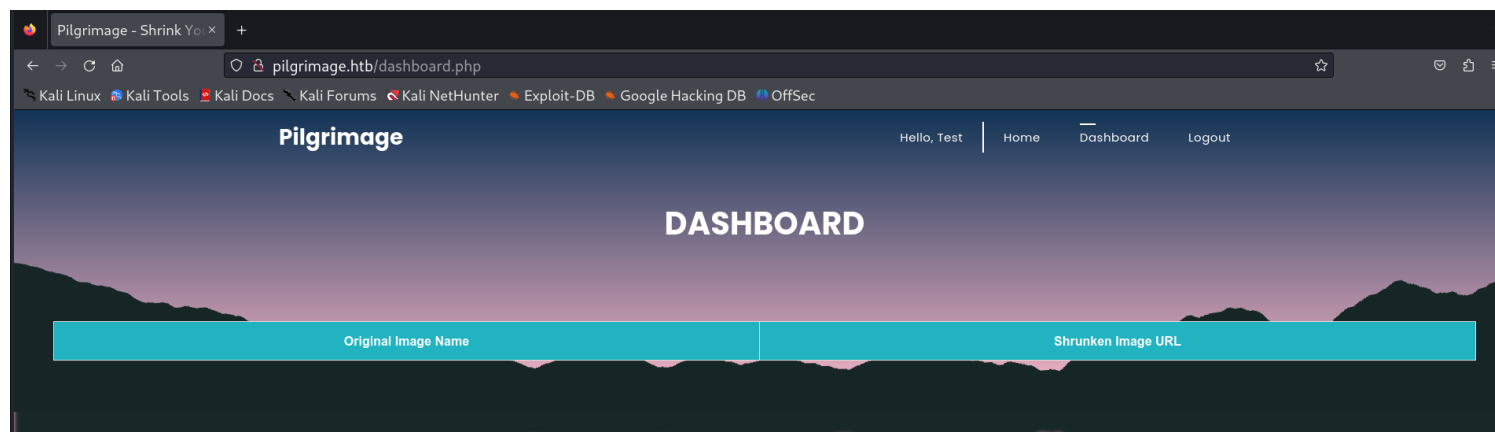 Pilgrimage - Shrink Yo
pilgrimage.htb/dashboard.php
Kali Linux Kali Tools Kali Docs Kali Forums Kali NetHunter Exploit-DB Google Hacking DB OffSec
Pilgrimage Hello, Test Home Dashboard Logout
DASHBOARD
Original Image Name Shrunken Image URL